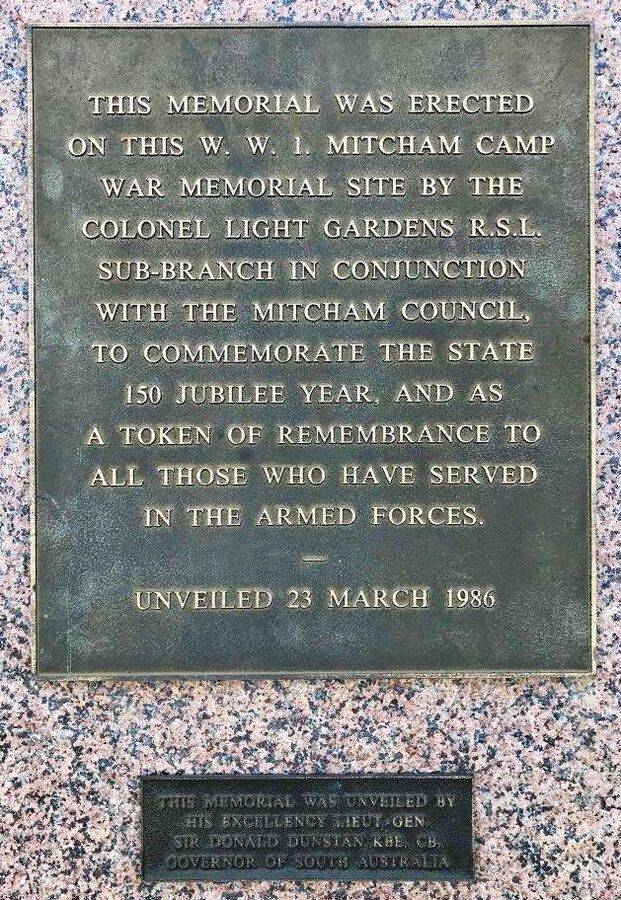 THIS MEMORIAL WAS ERECTED
ON THIS W. W. 1. MITCHAM CAMP
WAR MEMORIAL SITE BY THE
COLONEL LIGHT GARDENS R.S.L.
SUB-BRANCH IN CONJUNCTION
WITH THE MITCHAM COUNCIL,
TO COMMEMORATE THE STATE
150 JUBILEE YEAR, AND AS
A TOKEN OF REMEMBRANCE TO
ALL THOSE WHO HAVE SERVED
IN THE ARMED FORCES.
—
UNVEILED 23 MARCH 1986
THIS MEMORIAL WAS UNVEILED BY
HIS EXCELLENCY LIEUT.-GEN.
SIR DONALD DUNSTAN KBE, CB,
GOVERNOR OF SOUTH AUSTRALIA